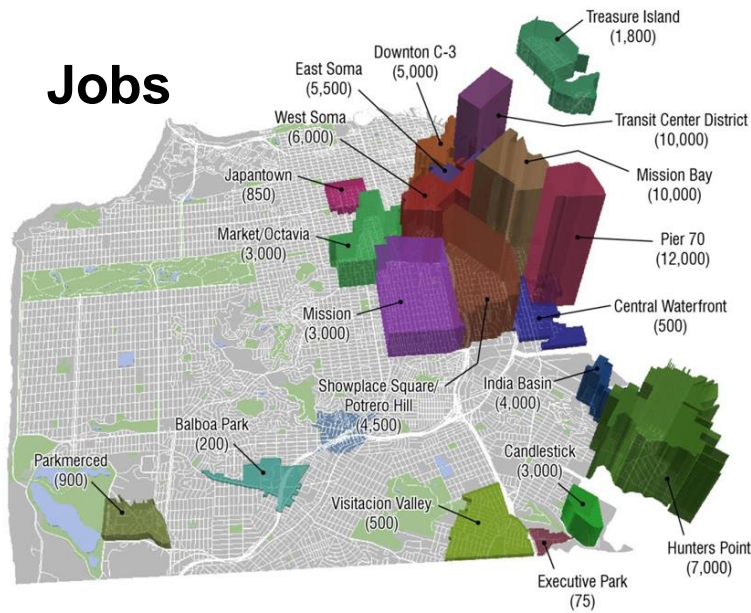 Jobs
Treasure Island
(1,800)
Downton C-3
(5,000)
East Soma
(5,500)
West Soma
(6,000)
Transit Center District
(10,000)
Mission Bay
(10,000)
Japantown
(850)
Market/Octavia
(3,000)
Pier 70
(12,000)
Mission
(3,000)
Central Waterfront
(500)
Showplace Square/
Potrero Hill
(4,500)
India Basin
(4,000)
Balboa Park
(200)
Candlestick
(3,000)
Parkmerced
(900)
Visitacion Valley
(500)
Hunters Point
(7,000)
Executive Park
(75)